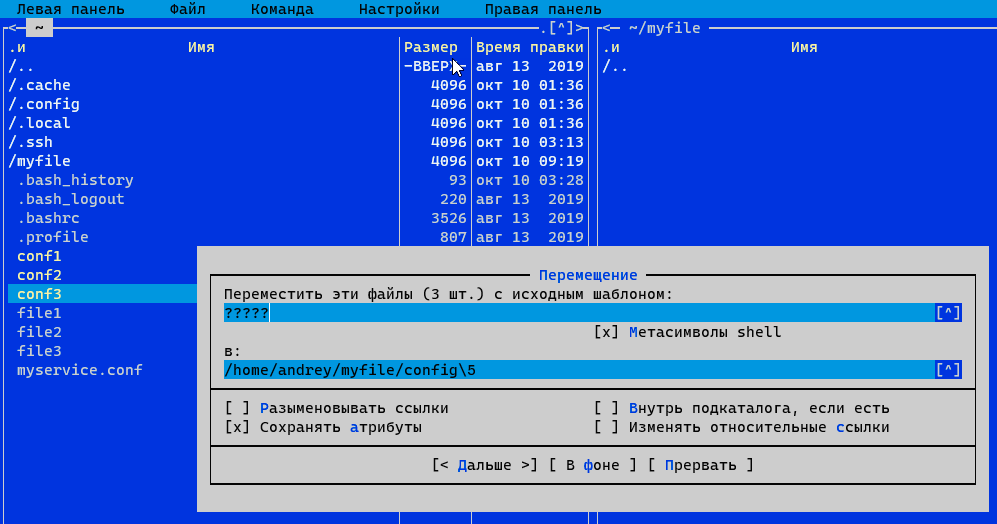 Левая панель Файл Команда Настройки Правая панель
<─ ~ .[^]> <─ ~/myfile
.и Имя Размер Время правки .и Имя
/.. авг 13 2019 /..
/.cache 4096 окт 10 01:36
/.config 4096 окт 10 01:36
/.local 4096 окт 10 01:36
/.ssh 4096 окт 10 03:13
/myfile 4096 окт 10 09:19
.bash_history 93 окт 10 03:28
.bash_logout 220 авг 13 2019
.bashrc 3526 авг 13 2019
.profile 807 авг 13 2019
conf1
conf2
conf3
file1
file2
file3
myservice.conf
Перемещение
Переместить эти файлы (3 шт.) с исходным шаблоном:
????? [^]
[x] Метасимволы shell
в:
/home/andrey/myfile/config\5 [^]
[ ] Разыменовывать ссылки [ ] Внутрь подкаталога, если есть
[x] Сохранять атрибуты [ ] Изменять относительные ссылки
[< Дальше >] [ В фоне ] [ Прервать ]